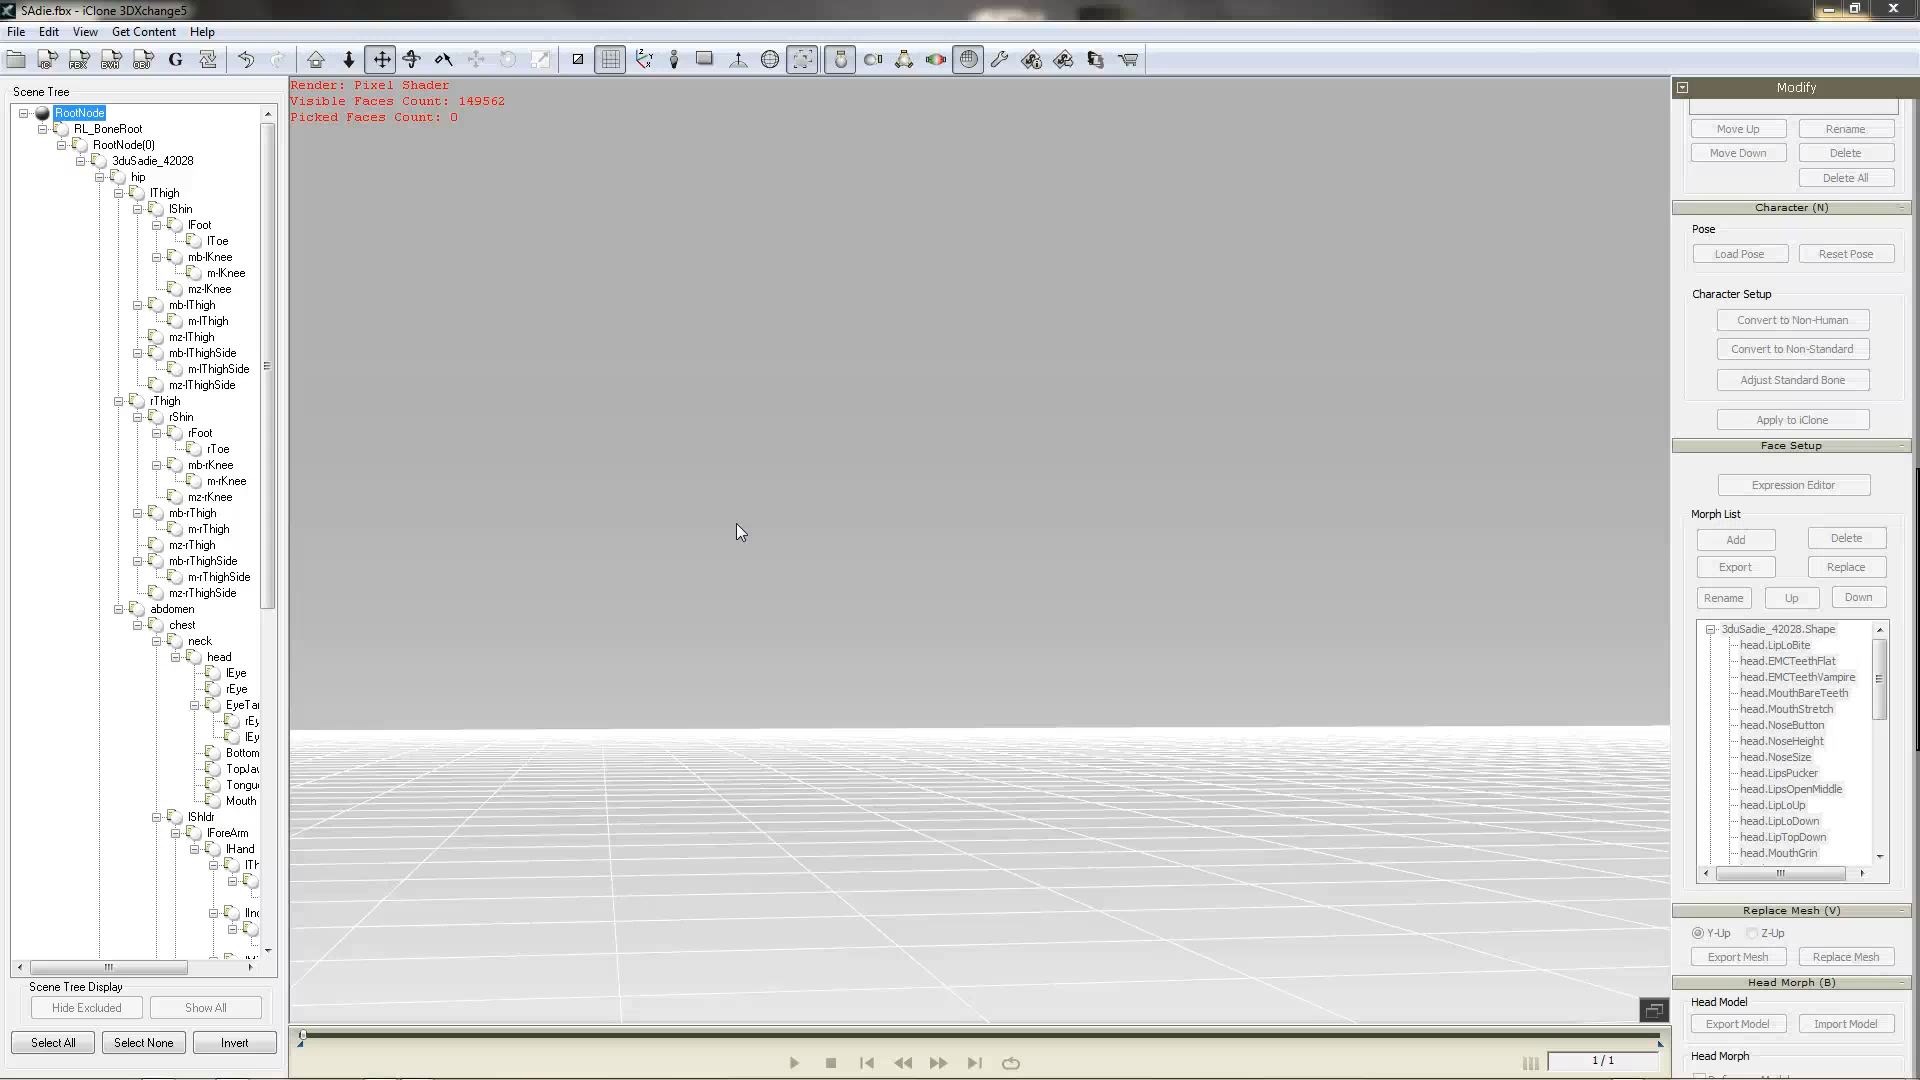 SAdie.fbx - iClone 3DXchange5
File Edit View Get Content Help
Scene Tree
RootNode
RL_BoneRoot
RootNode(0)
3duSadie_42028
hip
lThigh
lShin
lFoot
lToe
mb-lKnee
m-lKnee
mz-lKnee
mb-lThigh
m-lThigh
mz-lThigh
mb-lThighSide
m-lThighSide
mz-lThighSide
rThigh
rShin
rFoot
rToe
mb-rKnee
m-rKnee
mz-rKnee
mb-rThigh
m-rThigh
mz-rThigh
mb-rThighSide
m-rThighSide
mz-rThighSide
abdomen
chest
neck
head
lEye
rEye
EyeTa
rEy
lEy
Bottom
TopJa
Tongu
Mouth
lShldr
lForeArm
lHand
lTh
lInd
Scene Tree Display
Hide Excluded Show All
Select All Select None Invert
Render: Pixel Shader
Visible Faces Count: 149562
Picked Faces Count: 0
1 / 1
Modify
Move Up Rename
Move Down Delete
Delete All
Character (N)
Pose
Load Pose Reset Pose
Character Setup
Convert to Non-Human
Convert to Non-Standard
Adjust Standard Bone
Apply to iClone
Face Setup
Expression Editor
Morph List
Add Delete
Export Replace
Rename Up Down
3duSadie_42028.Shape
head.LipLoBite
head.EMCTeethFlat
head.EMCTeethVampire
head.MouthBareTeeth
head.MouthStretch
head.NoseButton
head.NoseHeight
head.NoseSize
head.LipsPucker
head.LipsOpenMiddle
head.LipLoUp
head.LipLoDown
head.LipTopDown
head.MouthGrin
Replace Mesh (V)
Y-Up Z-Up
Export Mesh Replace Mesh
Head Morph (B)
Head Model
Export Model Import Model
Head Morph